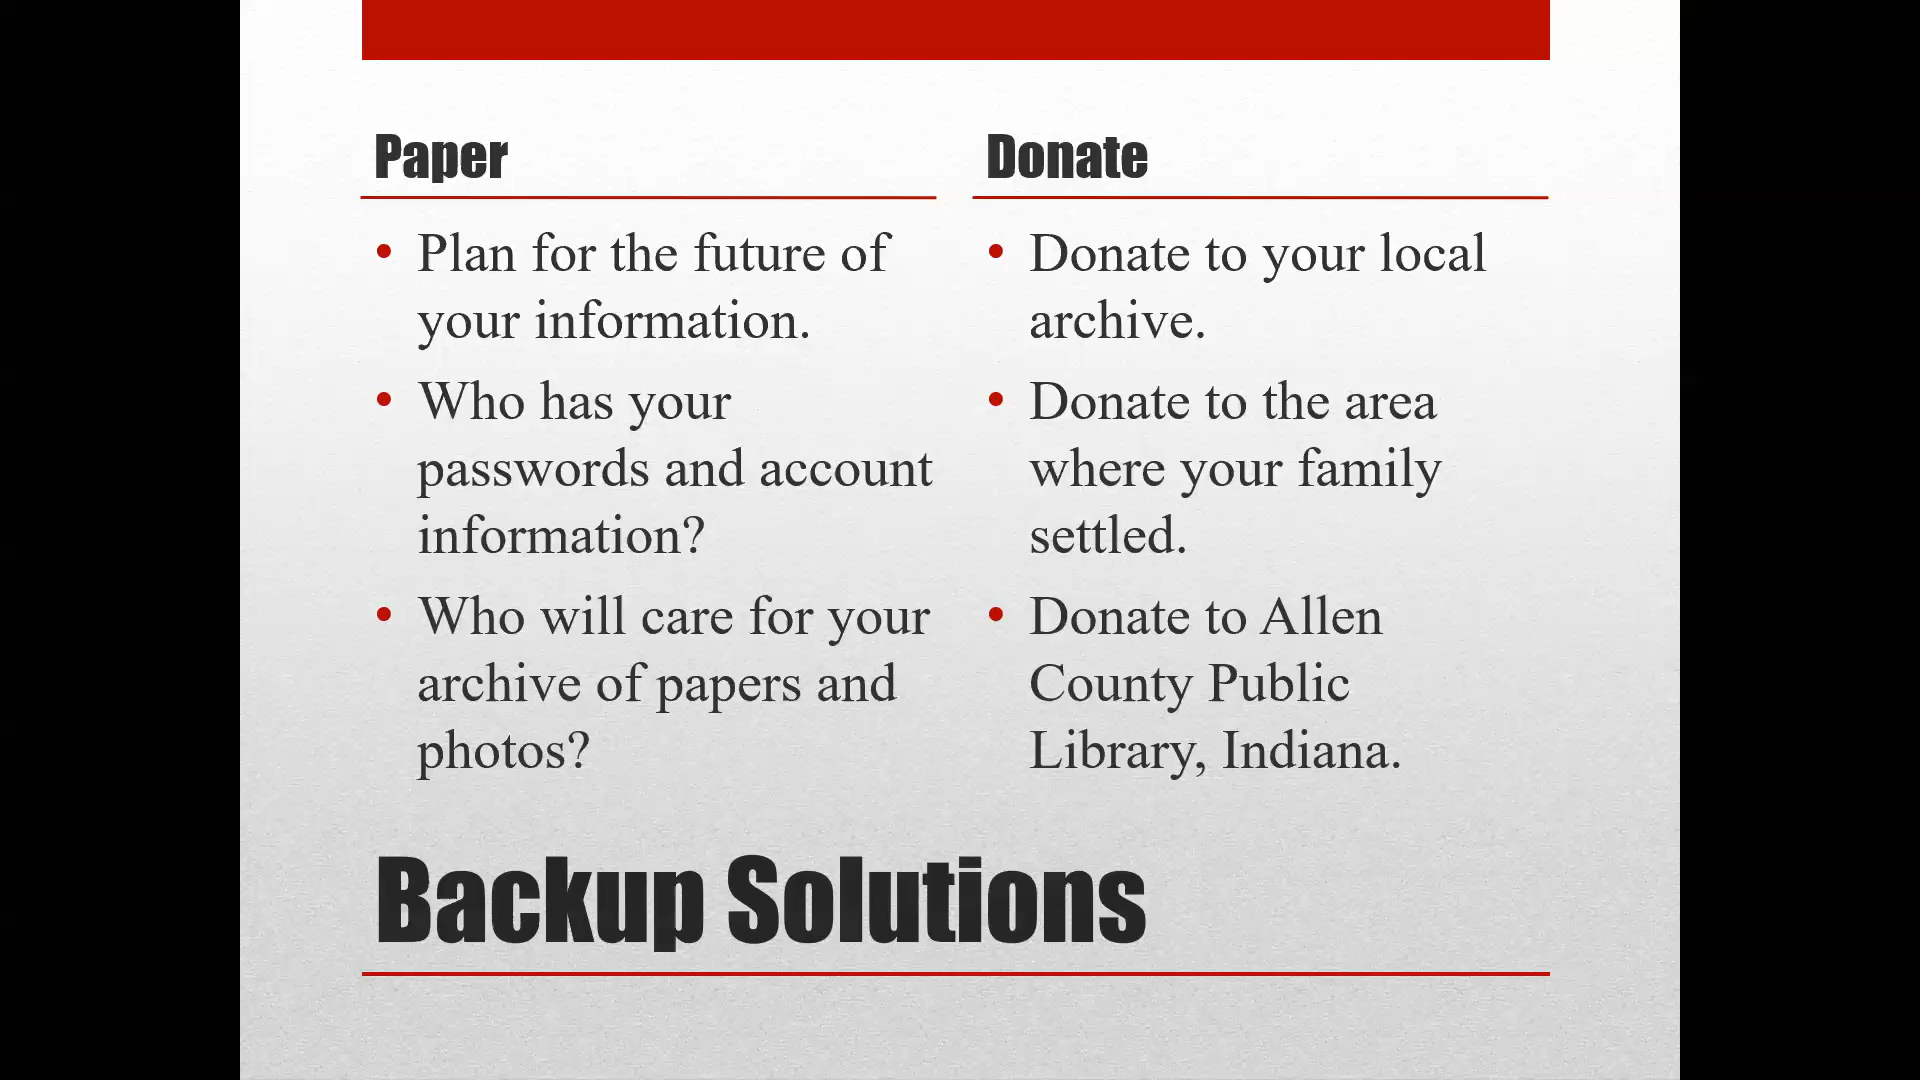 Paper
Plan for the future of
your information.
Who has your
passwords and account
information?
Who will care for your
archive of papers and
photos?
Donate
Donate to your local
archive.
Donate to the area
where your family
settled.
Donate to Allen
County Public
Library, Indiana.
Backup Solutions